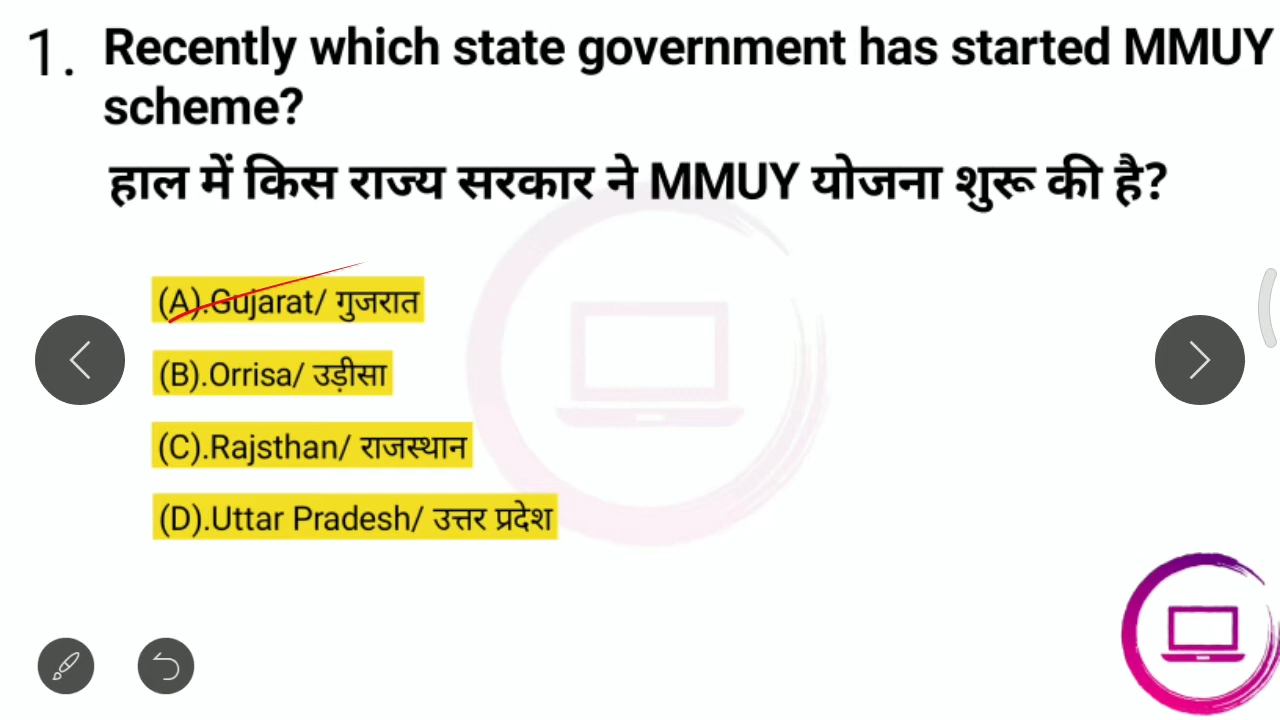 1. Recently which state government has started MMUY
scheme?
हाल में किस राज्य सरकार ने MMUY योजना शुरू की है?
(A).Gujarat/ गुजरात
(B).Orrisa/ उड़ीसा
(C).Rajsthan/ राजस्थान
(D).Uttar Pradesh/ उत्तर प्रदेश